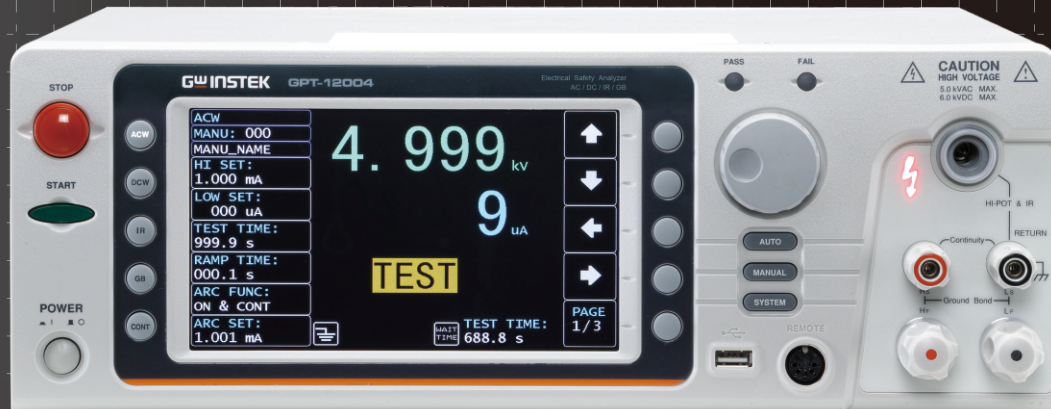 STOP
START
POWER
ACW
DCW
IR
GB
CONT
GWINSTEK GPT-12004
Electrical Safety Analyzer
AC / DC / IR / GB
ACW
MANU: 000
MANU_NAME
HI SET:
1.000 mA
LOW SET:
000 uA
TEST TIME:
999.9 s
RAMP TIME:
000.1 s
ARC FUNC:
ON & CONT
ARC SET:
1.001 mA
4.999 kV
9 uA
TEST
WAIT
TIME
TEST TIME:
688.8 s
PAGE
1/3
PASS
FAIL
AUTO
MANUAL
SYSTEM
REMOTE
CAUTION
HIGH VOLTAGE
5.0 kVAC MAX.
6.0 kVDC MAX.
HI-POT & IR
RETURN
Continuity
LS
Ground Bond
HF
LF